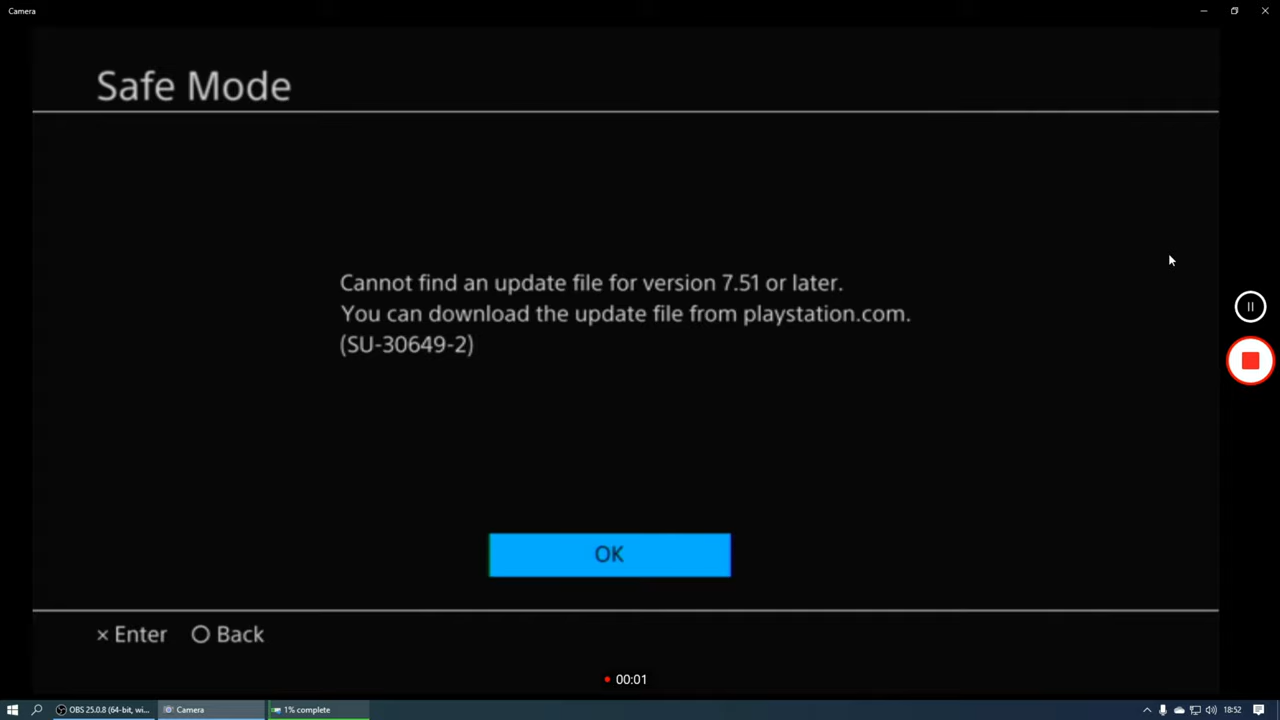 Camera
Safe Mode
Cannot find an update file for version 7.51 or later.
You can download the update file from playstation.com.
(SU-30649-2)
OK
× Enter ○ Back
00:01
OBS 25.0.8 (64-bit, wi...
Camera
1% complete
18:52